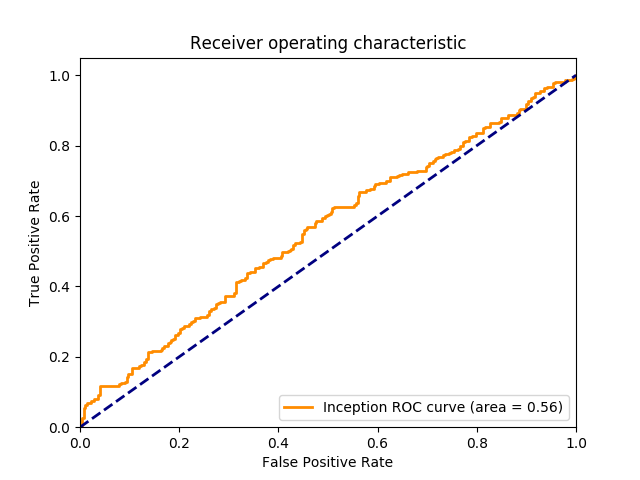 Receiver operating characteristic
True Positive Rate
1.0
0.8
0.6
0.4
0.2
0.0
Inception ROC curve (area = 0.56)
0.0 0.2 0.4 0.6 0.8 1.0
False Positive Rate